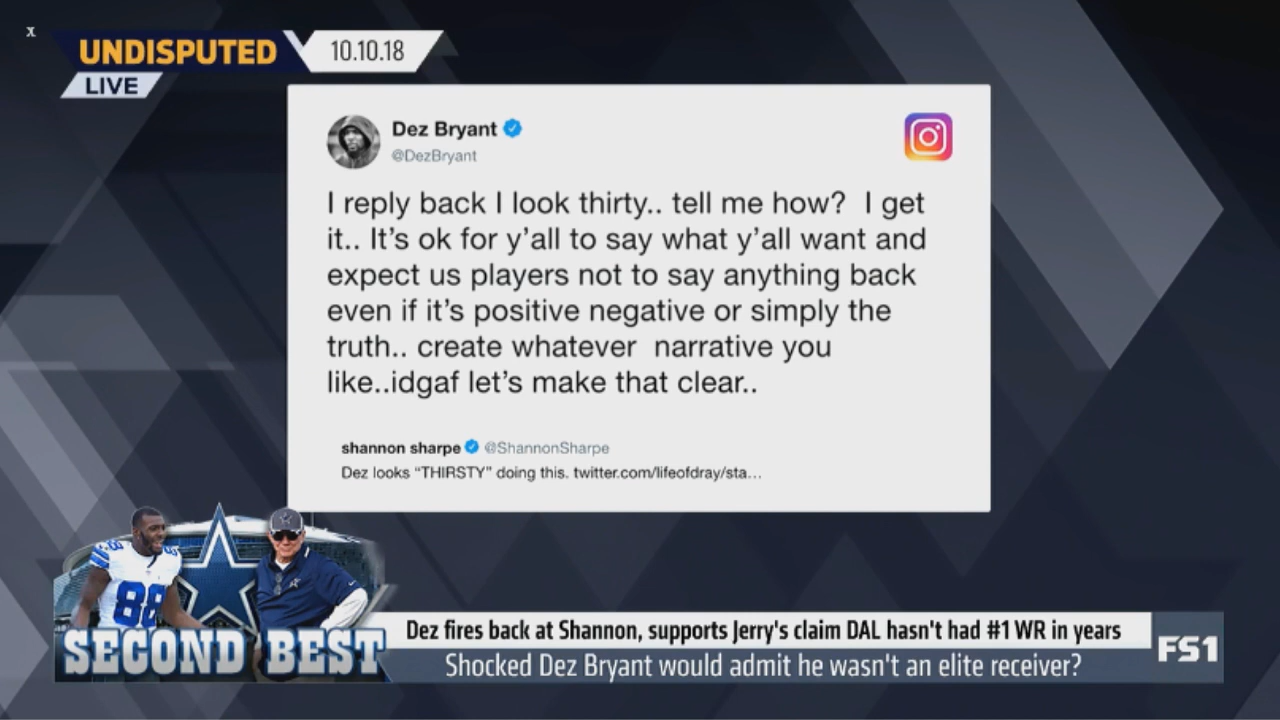 x
UNDISPUTED
10.10.18
LIVE
Dez Bryant
@DezBryant
I reply back I look thirty.. tell me how?  I get
it.. It’s ok for y’all to say what y’all want and
expect us players not to say anything back
even if it’s positive negative or simply the
truth.. create whatever  narrative you
like..idgaf let’s make that clear..
shannon sharpe @ShannonSharpe
Dez looks “THIRSTY” doing this. twitter.com/lifeofdray/sta…
88
SECOND BEST
Dez fires back at Shannon, supports Jerry's claim DAL hasn't had #1 WR in years
Shocked Dez Bryant would admit he wasn't an elite receiver?
FS1